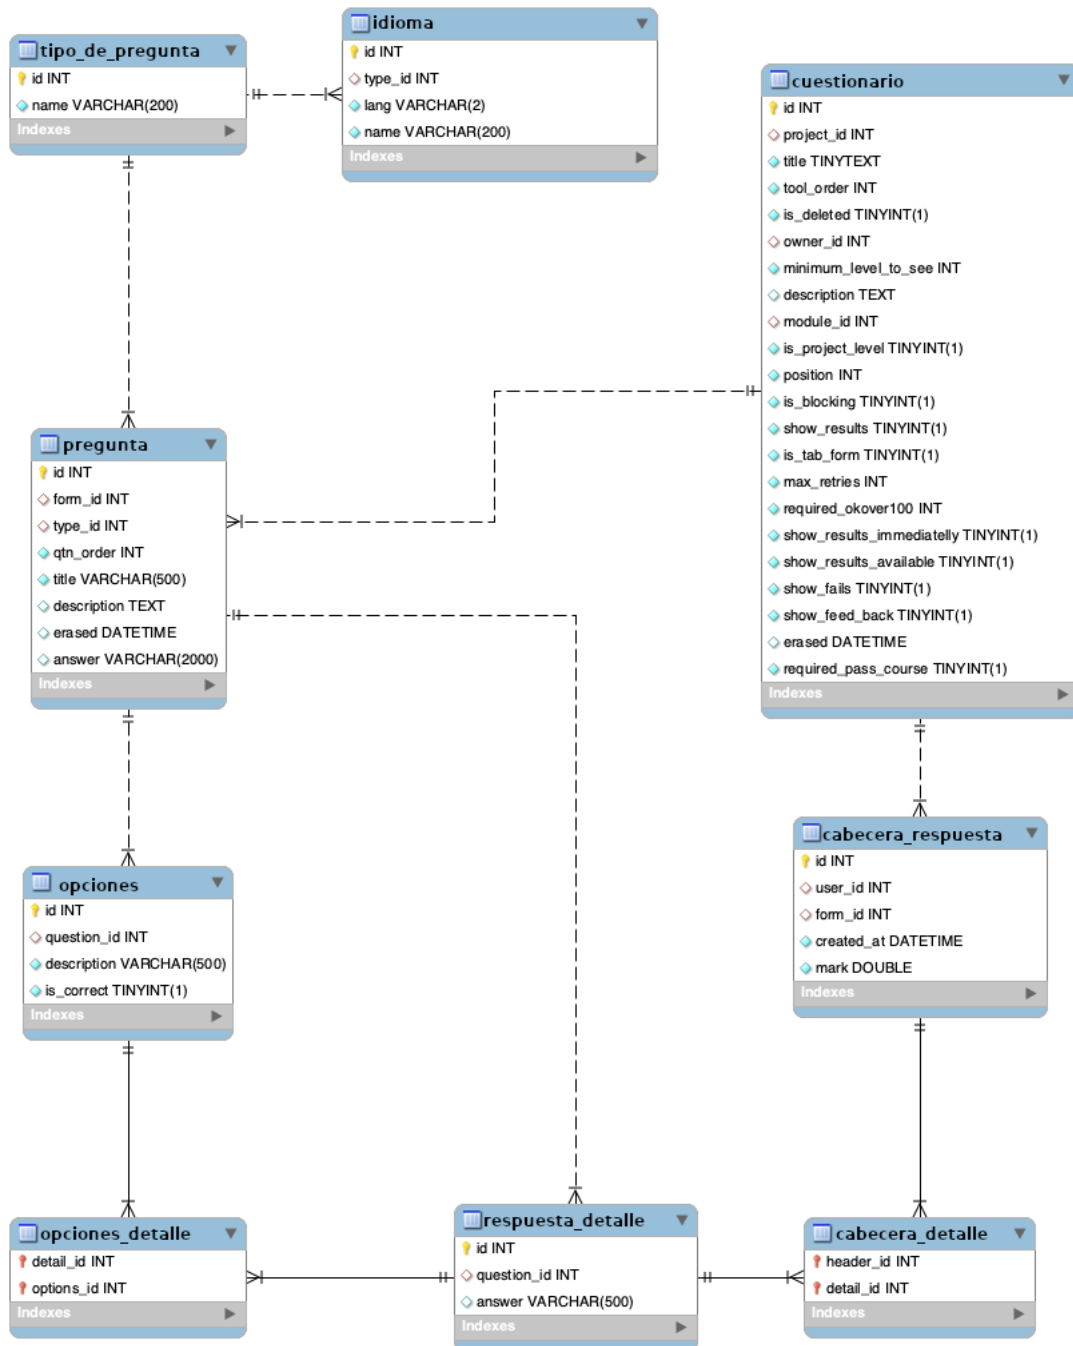 tipo_de_pregunta
id INT
name VARCHAR(200)
Indexes
idioma
id INT
type_id INT
lang VARCHAR(2)
name VARCHAR(200)
Indexes
cuestionario
id INT
project_id INT
title TINYTEXT
tool_order INT
is_deleted TINYINT(1)
owner_id INT
minimum_level_to_see INT
description TEXT
module_id INT
is_project_level TINYINT(1)
position INT
is_blocking TINYINT(1)
show_results TINYINT(1)
is_tab_form TINYINT(1)
max_retries INT
required_okover100 INT
show_results_immediatelly TINYINT(1)
show_results_available TINYINT(1)
show_fails TINYINT(1)
show_feed_back TINYINT(1)
erased DATETIME
required_pass_course TINYINT(1)
Indexes
pregunta
id INT
form_id INT
type_id INT
qtn_order INT
title VARCHAR(500)
description TEXT
erased DATETIME
answer VARCHAR(2000)
Indexes
opciones
id INT
question_id INT
description VARCHAR(500)
is_correct TINYINT(1)
Indexes
cabecera_respuesta
id INT
user_id INT
form_id INT
created_at DATETIME
mark DOUBLE
Indexes
opciones_detalle
detail_id INT
options_id INT
Indexes
respuesta_detalle
id INT
question_id INT
answer VARCHAR(500)
Indexes
cabecera_detalle
header_id INT
detail_id INT
Indexes